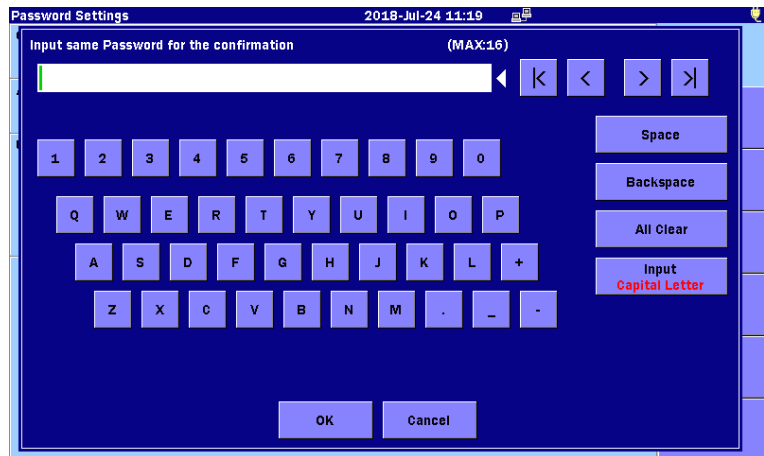 Password Settings 2018-Jul-24 11:19
Input same Password for the confirmation (MAX:16)
|< < > >|
Space
1 2 3 4 5 6 7 8 9 0
Backspace
Q W E R T Y U I O P
All Clear
A S D F G H J K L +
Input
Capital Letter
Z X C V B N M . _ -
OK Cancel